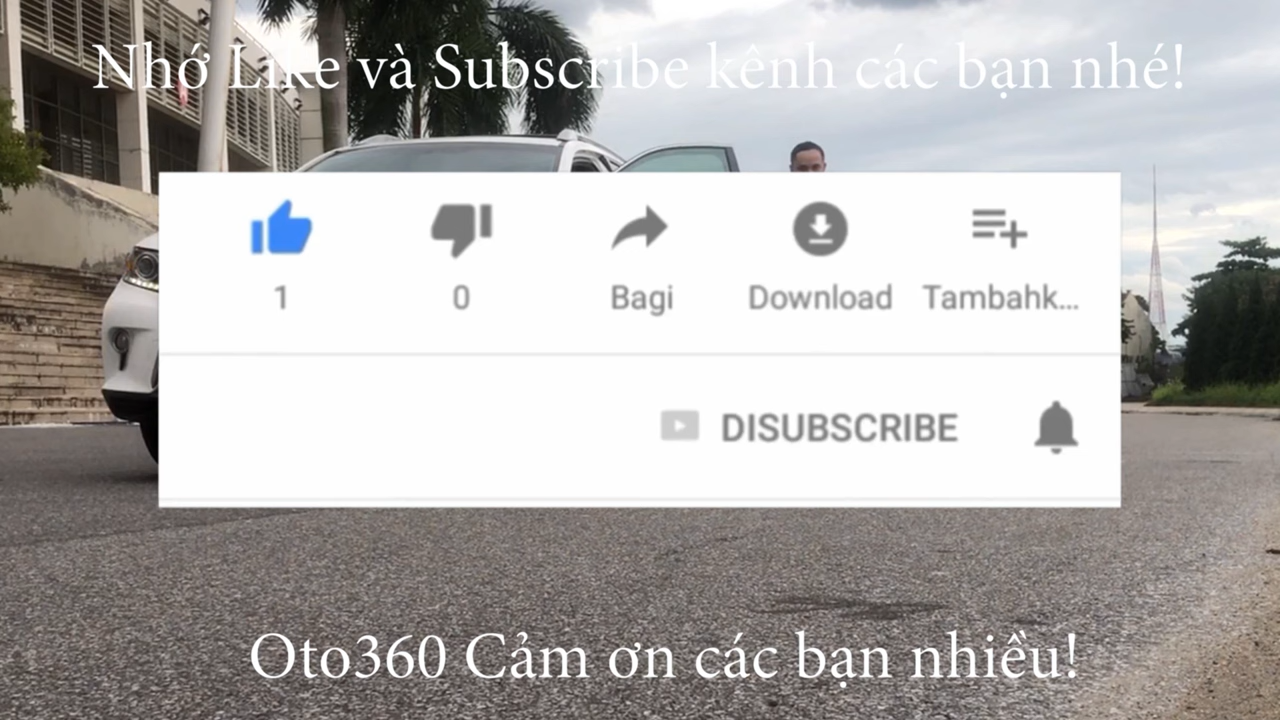 Nhớ Like và Subscribe kênh các bạn nhé!
1 0 Bagi Download Tambahk...
DISUBSCRIBE
Oto360 Cảm ơn các bạn nhiều!